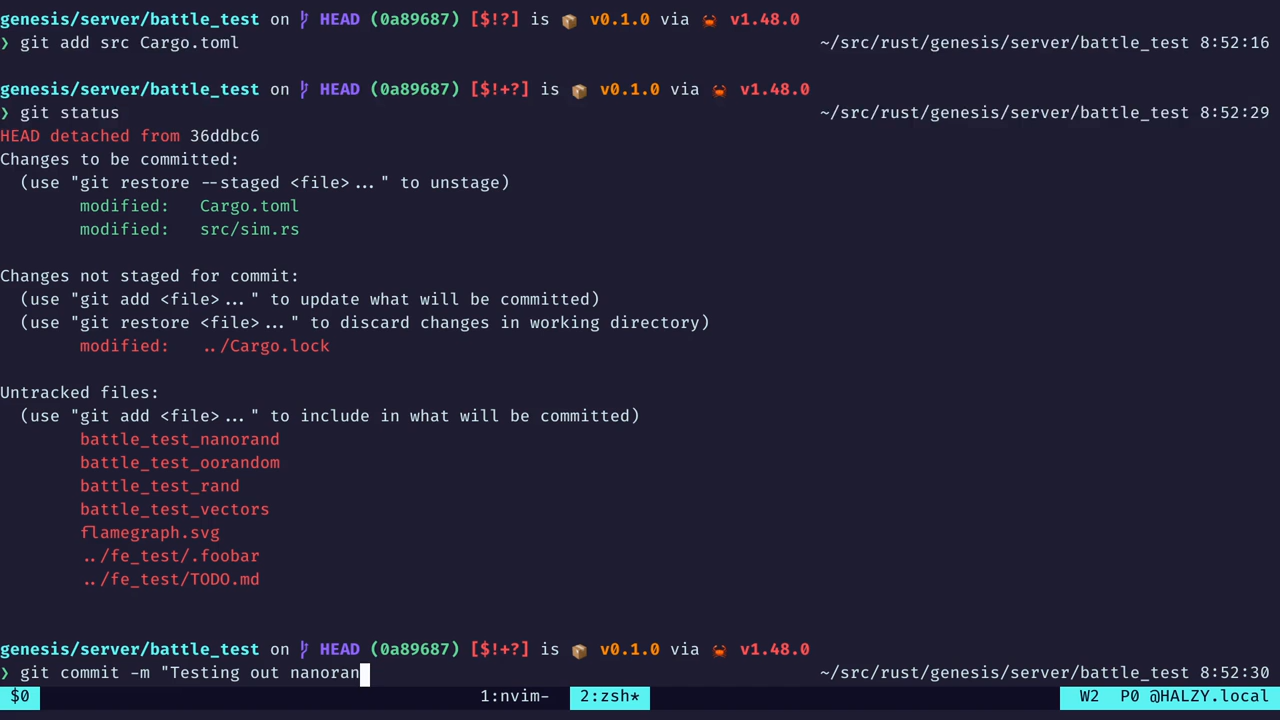 genesis/server/battle_test on HEAD (0a89687) [$!?] is 📦 v0.1.0 via 🦀 v1.48.0
❯ git add src Cargo.toml ~/src/rust/genesis/server/battle_test 8:52:16
genesis/server/battle_test on HEAD (0a89687) [$!+?] is 📦 v0.1.0 via 🦀 v1.48.0
❯ git status ~/src/rust/genesis/server/battle_test 8:52:29
HEAD detached from 36ddbc6
Changes to be committed:
(use "git restore --staged <file>..." to unstage)
modified: Cargo.toml
modified: src/sim.rs
Changes not staged for commit:
(use "git add <file>..." to update what will be committed)
(use "git restore <file>..." to discard changes in working directory)
modified: ../Cargo.lock
Untracked files:
(use "git add <file>..." to include in what will be committed)
battle_test_nanorand
battle_test_oorandom
battle_test_rand
battle_test_vectors
flamegraph.svg
../fe_test/.foobar
../fe_test/TODO.md
genesis/server/battle_test on HEAD (0a89687) [$!+?] is 📦 v0.1.0 via 🦀 v1.48.0
❯ git commit -m "Testing out nanoran ~/src/rust/genesis/server/battle_test 8:52:30
$0 1:nvim- 2:zsh* W2 P0 @HALZY.local